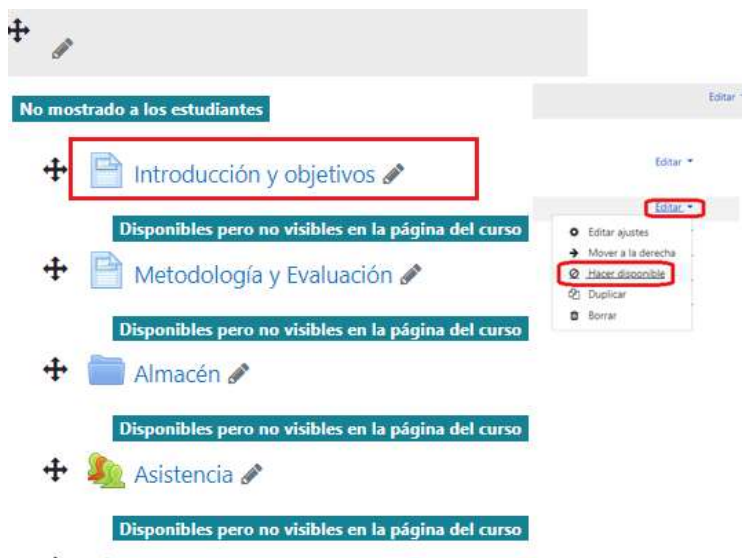 No mostrado a los estudiantes
Editar
Introducción y objetivos
Editar
Disponibles pero no visibles en la página del curso
Editar
Editar ajustes
Mover a la derecha
Hacer disponible
Duplicar
Borrar
Metodología y Evaluación
Disponibles pero no visibles en la página del curso
Almacén
Disponibles pero no visibles en la página del curso
Asistencia
Disponibles pero no visibles en la página del curso